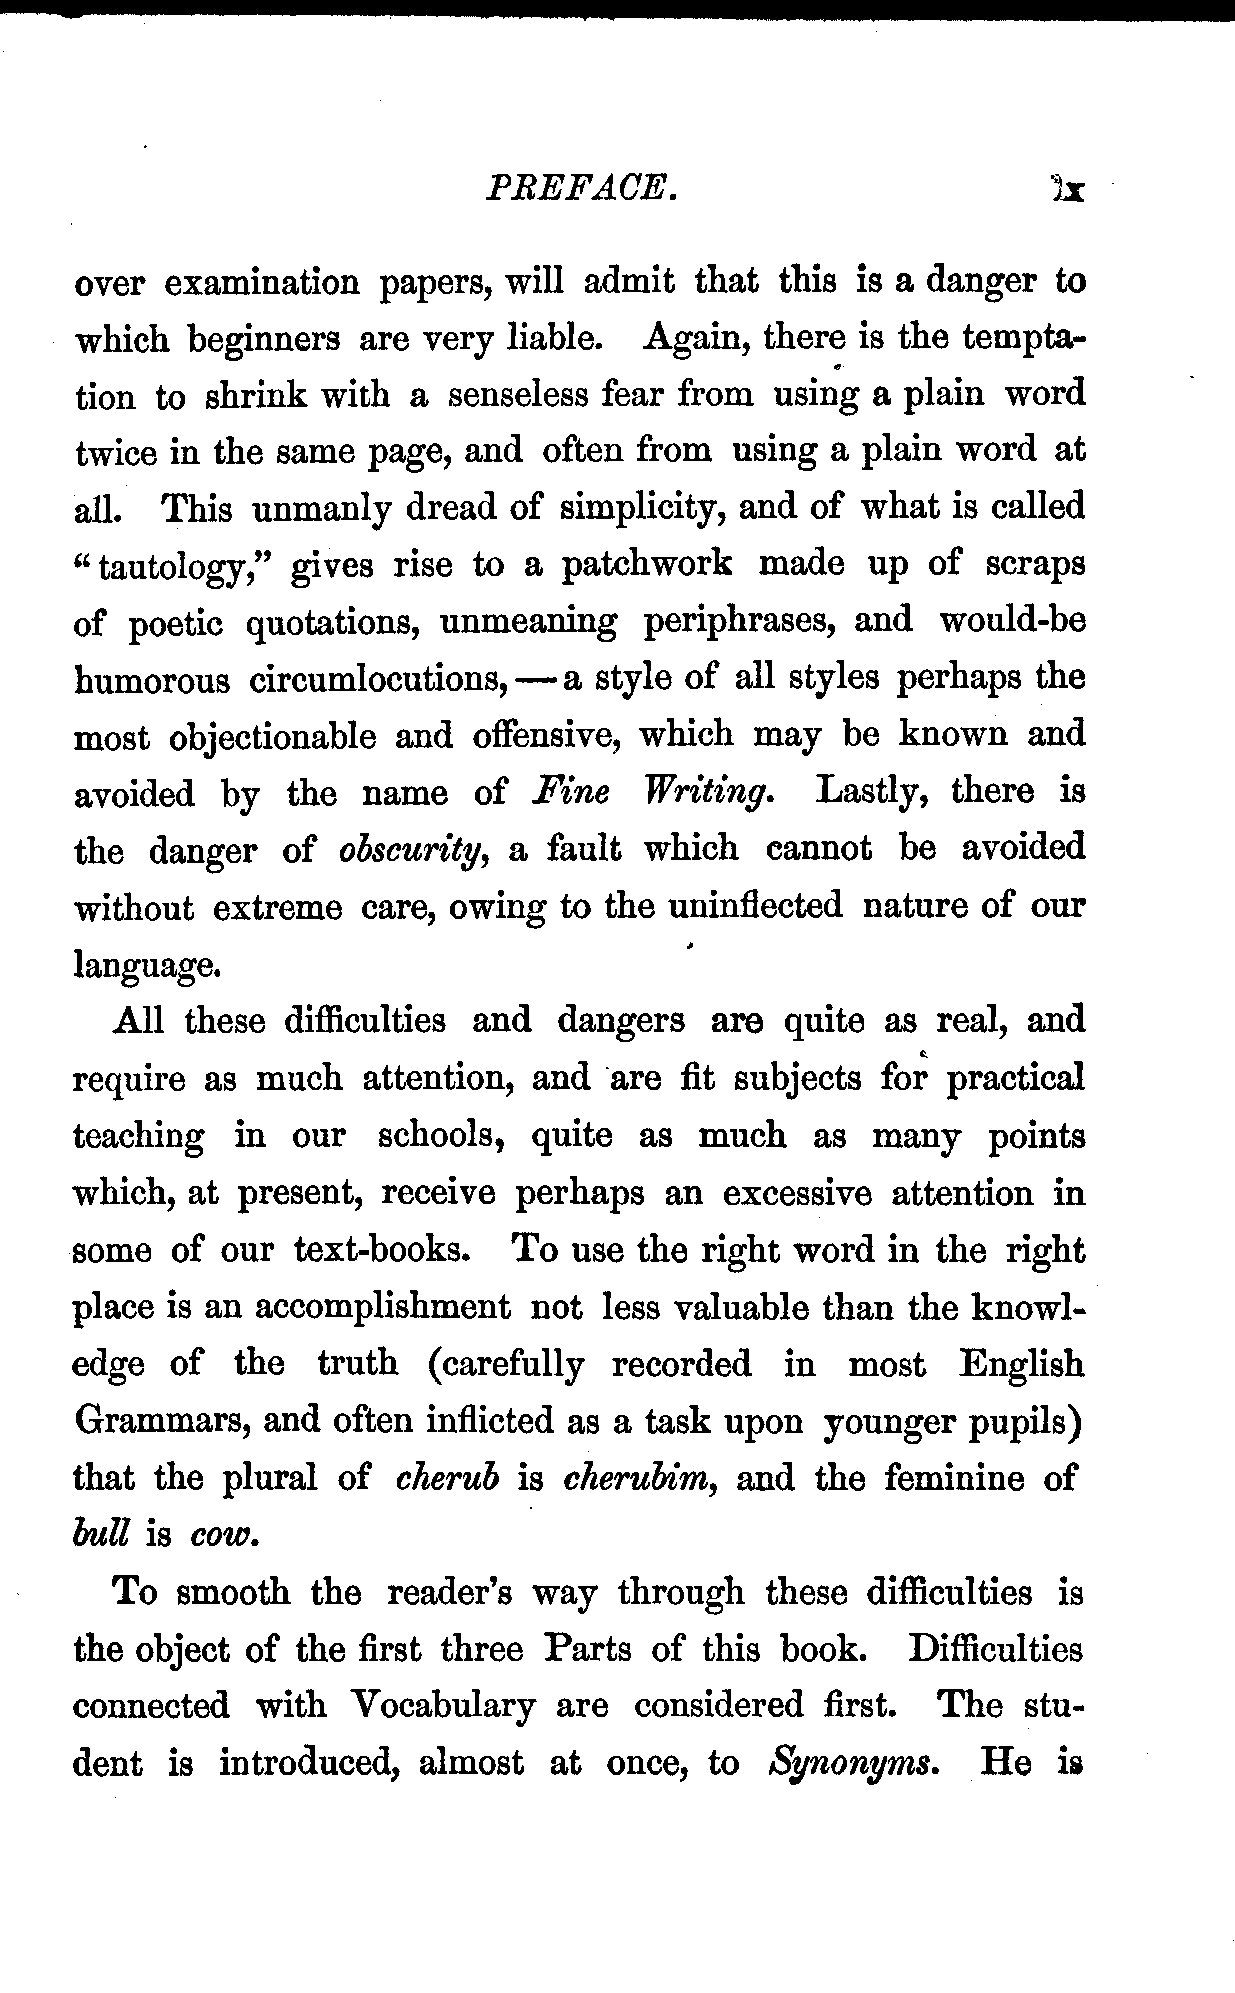 PREFACE. ix
over examination papers, will admit that this is a danger to
which beginners are very liable. Again, there is the tempta-
tion to shrink with a senseless fear from using a plain word
twice in the same page, and often from using a plain word at
all. This unmanly dread of simplicity, and of what is called
“tautology,” gives rise to a patchwork made up of scraps
of poetic quotations, unmeaning periphrases, and would-be
humorous circumlocutions,—a style of all styles perhaps the
most objectionable and offensive, which may be known and
avoided by the name of Fine Writing. Lastly, there is
the danger of obscurity, a fault which cannot be avoided
without extreme care, owing to the uninflected nature of our
language.
All these difficulties and dangers are quite as real, and
require as much attention, and are fit subjects for practical
teaching in our schools, quite as much as many points
which, at present, receive perhaps an excessive attention in
some of our text-books. To use the right word in the right
place is an accomplishment not less valuable than the knowl-
edge of the truth (carefully recorded in most English
Grammars, and often inflicted as a task upon younger pupils)
that the plural of cherub is cherubim, and the feminine of
bull is cow.
To smooth the reader's way through these difficulties is
the object of the first three Parts of this book. Difficulties
connected with Vocabulary are considered first. The stu-
dent is introduced, almost at once, to Synonyms. He is